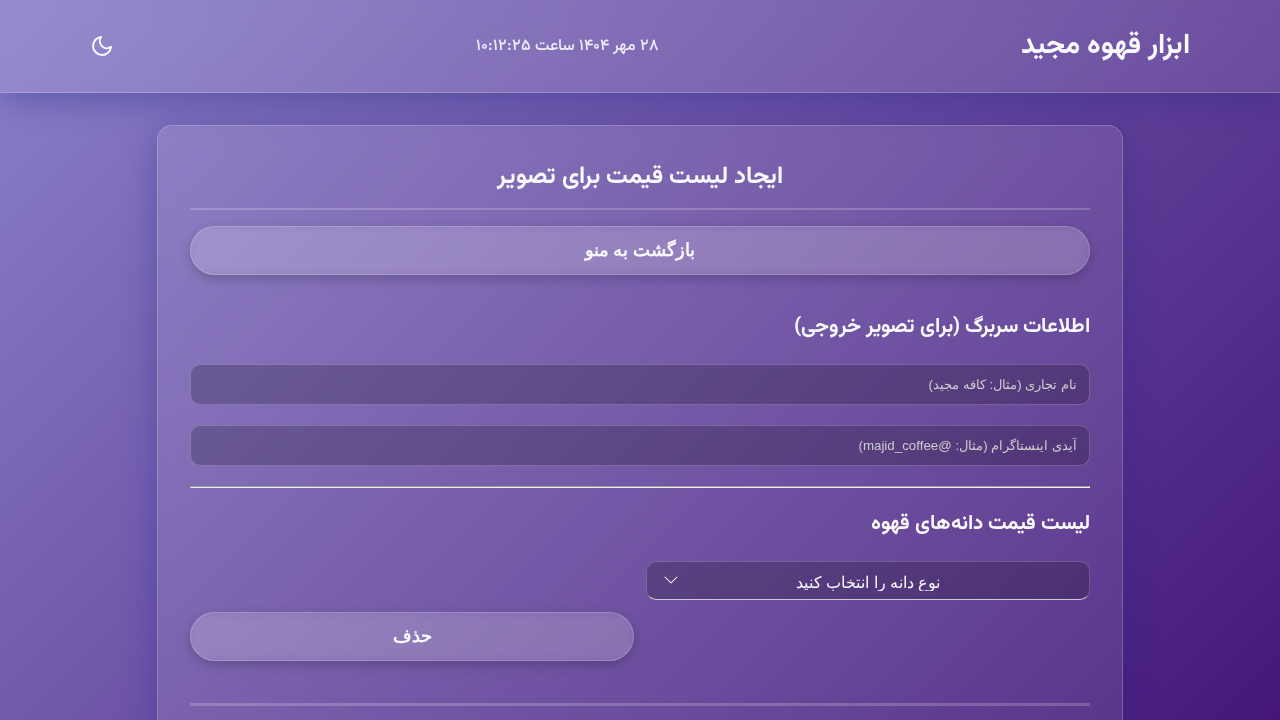 ابزار قهوه مجید
۲۸ مهر ۱۴۰۴ ساعت ۱۰:۱۲:۲۵
ایجاد لیست قیمت برای تصویر
بازگشت به منو
اطلاعات سربرگ (برای تصویر خروجی)
نام تجاری (مثال: کافه مجید)
آیدی اینستاگرام (مثال: @majid_coffee)
لیست قیمت دانه‌های قهوه
نوع دانه را انتخاب کنید
حذف